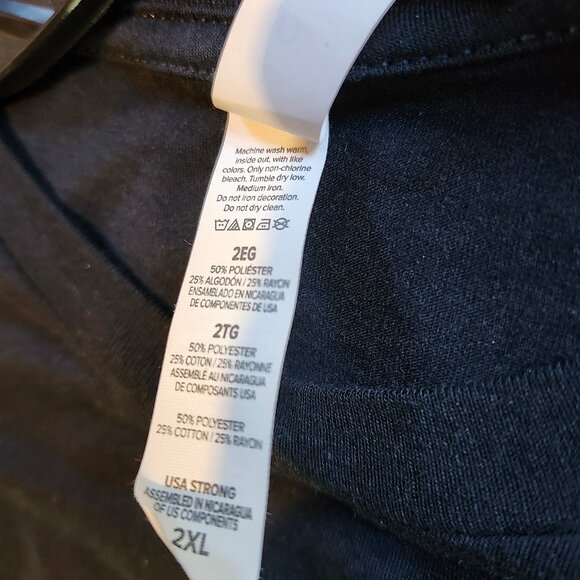 Machine wash warm,
inside out, with like
colors. Only non-chlorine
bleach. Tumble dry low.
Medium iron.
Do not iron decoration.
Do not dry clean.
2EG
50% POLIÉSTER
25% ALGODÓN / 25% RAYON
ENSAMBLADO EN NICARAGUA
DE COMPONENTES DE USA
2TG
50% POLYESTER
25% COTON / 25% RAYONNE
ASSEMBLÉ AU NICARAGUA
DE COMPOSANTS USA
50% POLYESTER
25% COTTON / 25% RAYON
USA STRONG
ASSEMBLED IN NICARAGUA
OF US COMPONENTS
2XL